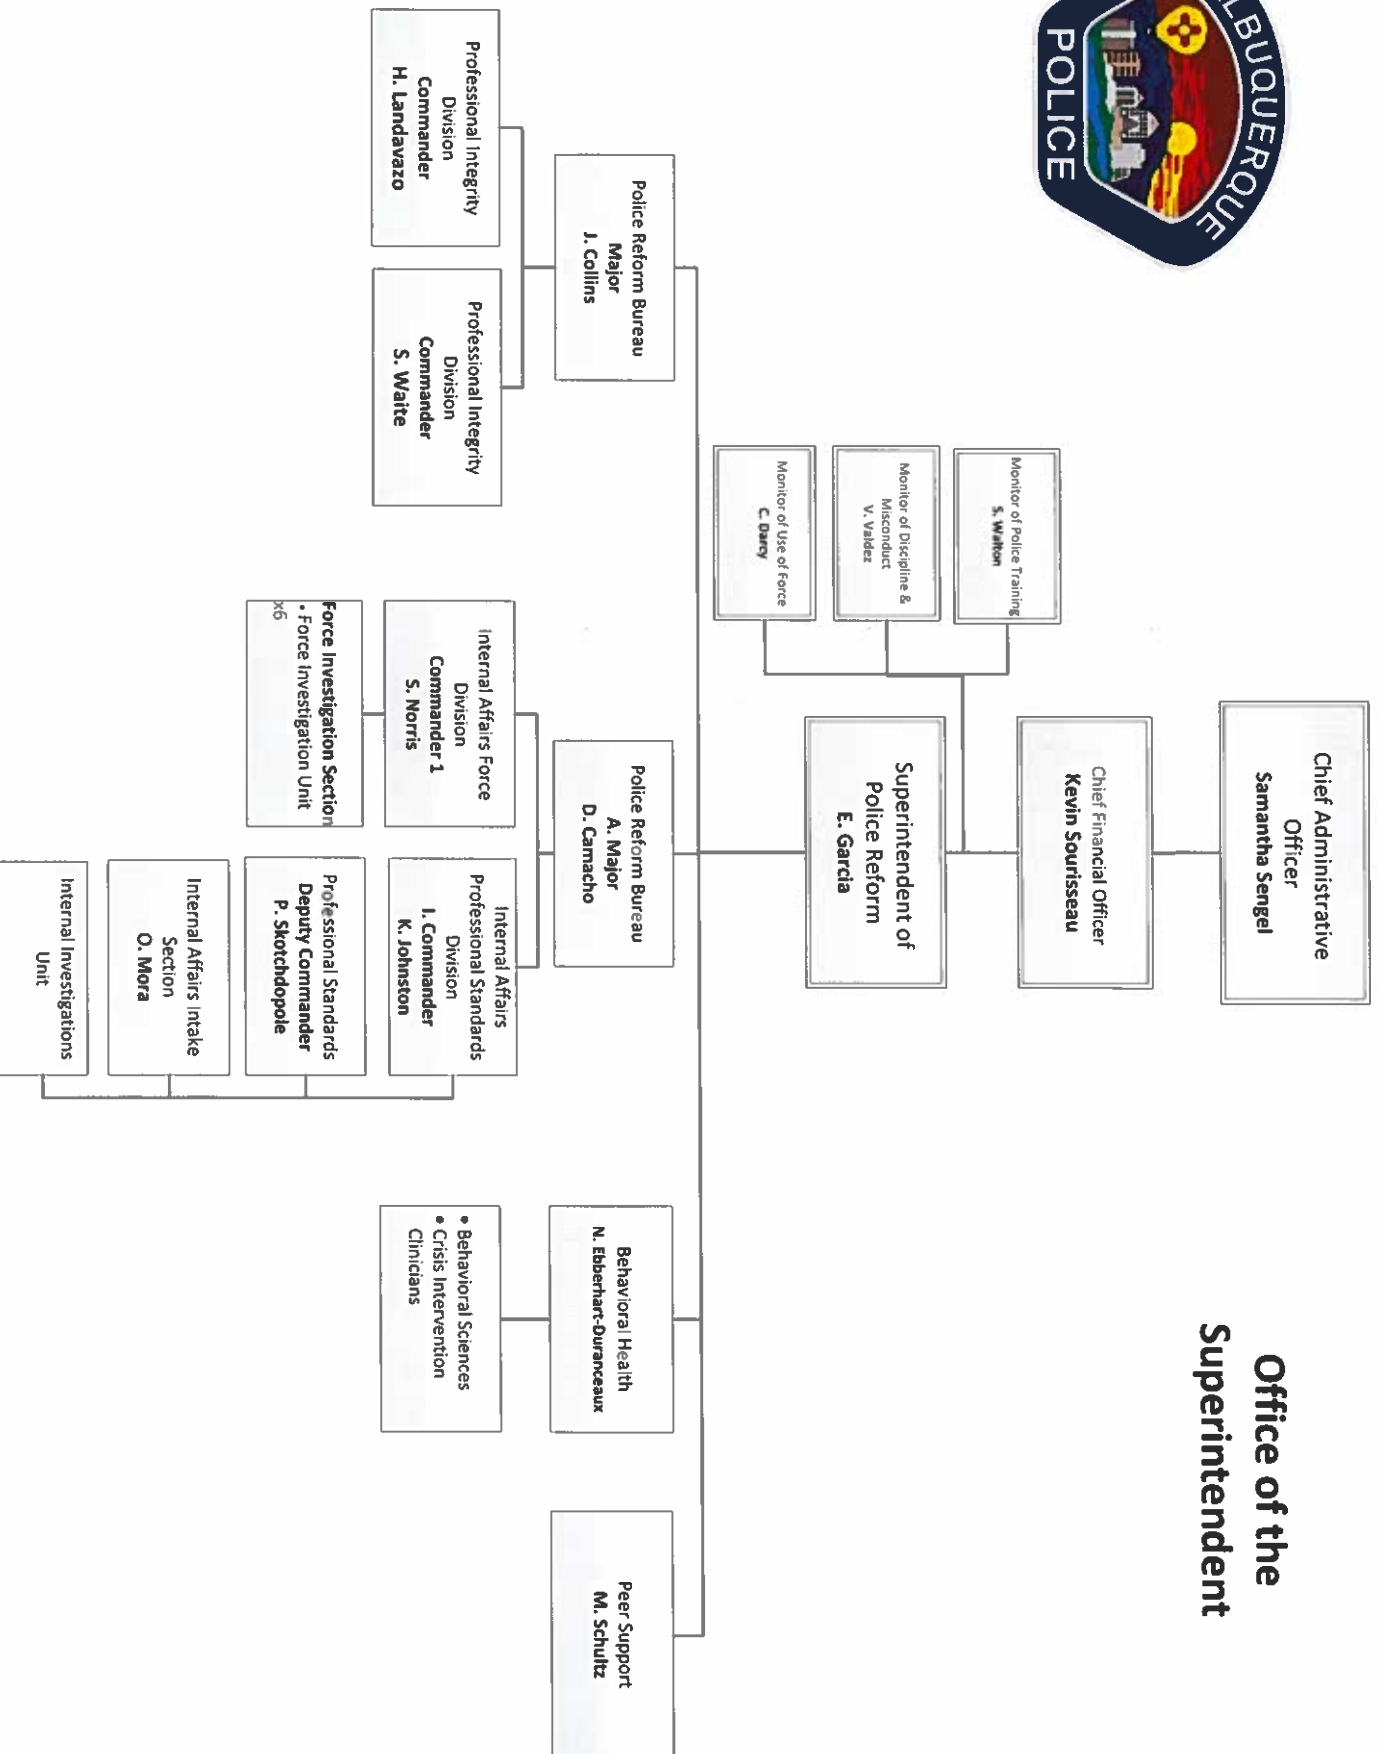 LBUQUERQUE
POLICE
Office of the
Superintendent
Chief Administrative
Officer
Samantha Sengel
Chief Financial Officer
Kevin Sourisseau
Superintendent of
Police Reform
E. Garcia
Monitor of Police Training
S. Walton
Monitor of Discipline &
Misconduct
V. Valdez
Monitor of Use of Force
C. Darcy
Police Reform Bureau
Major
J. Collins
Police Reform Bureau
A. Major
D. Camacho
Behavioral Health
N. Ebberhart-Duranceaux
Peer Support
M. Schultz
Professional Integrity
Division
Commander
H. Landavazo
Professional Integrity
Division
Commander
S. Waite
Internal Affairs Force
Division
Commander 1
S. Norris
Force Investigation Section
• Force Investigation Unit
x6
Internal Affairs
Professional Standards
Division
I. Commander
K. Johnston
Professional Standards
Deputy Commander
P. Skotchdopole
Internal Affairs Intake
Section
O. Mora
Internal Investigations
Unit
• Behavioral Sciences
• Crisis Intervention
Clinicians